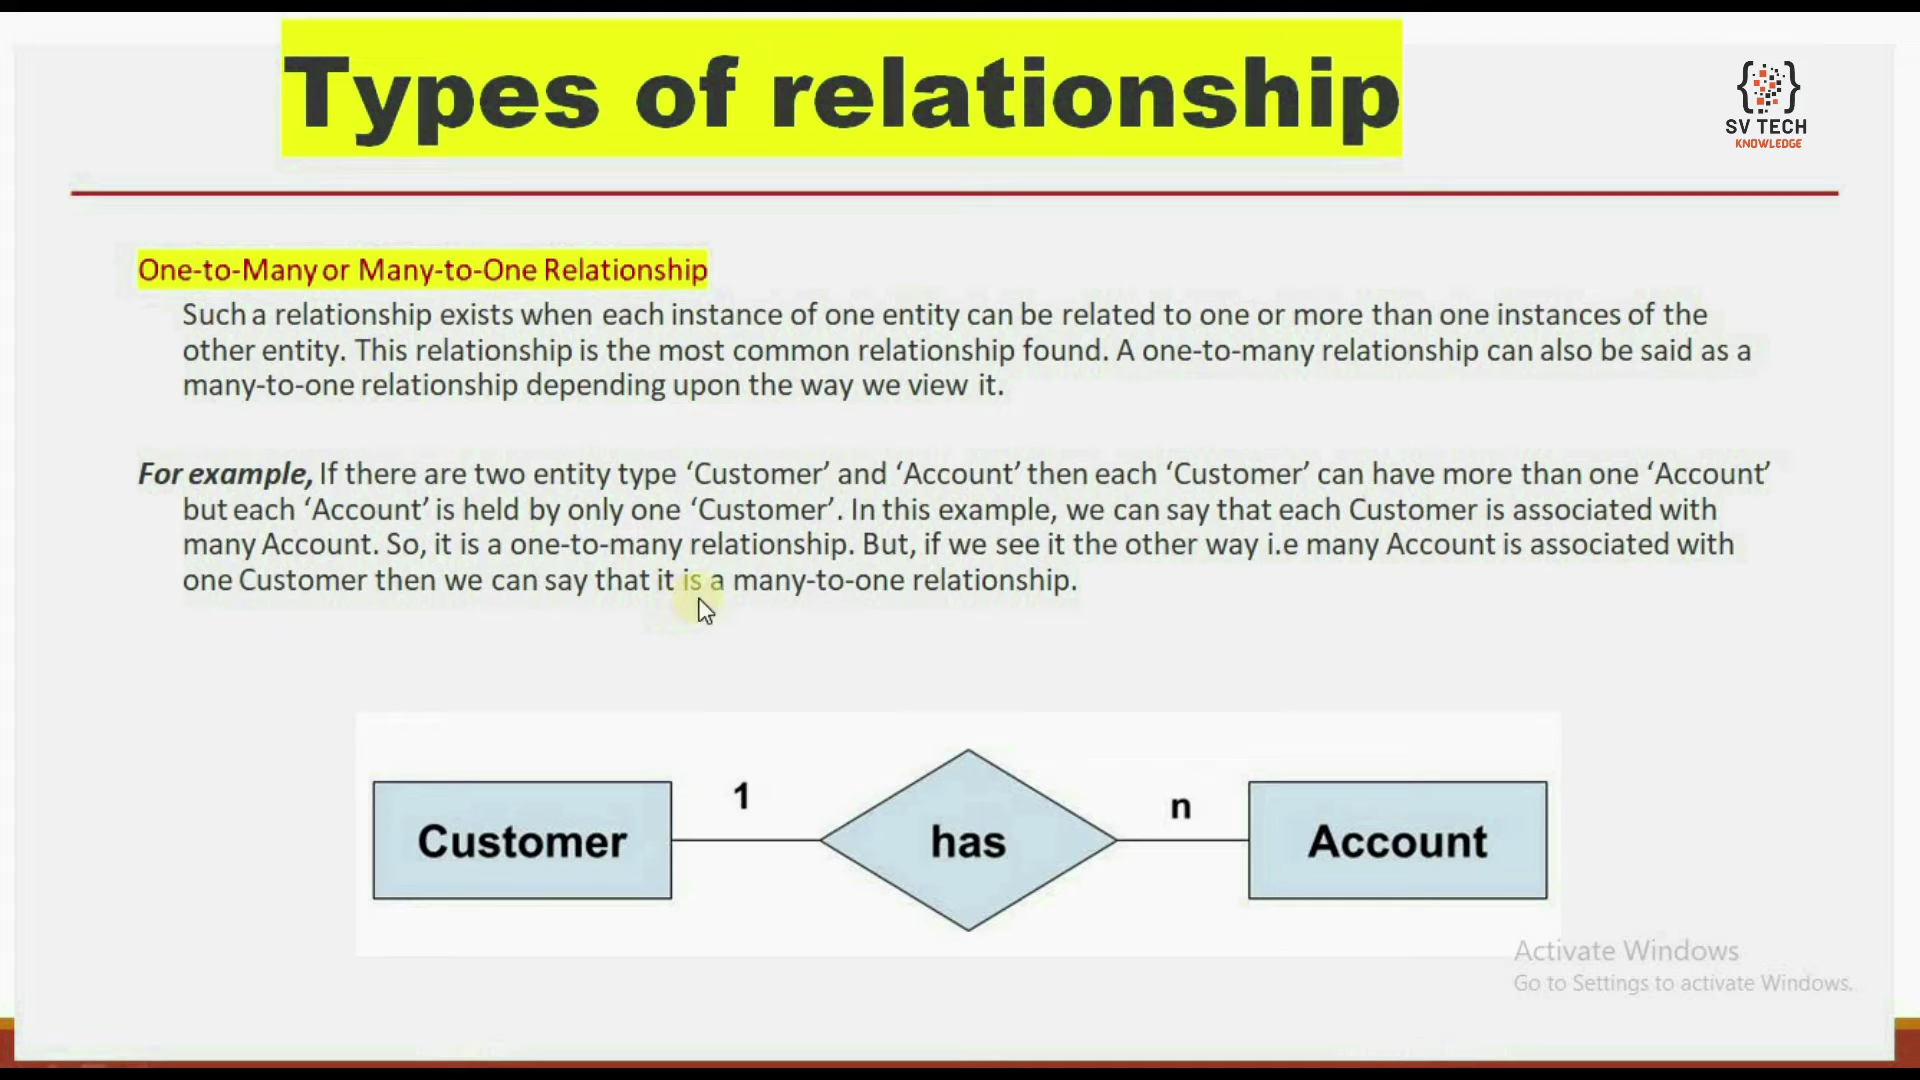 Types of relationship
SV TECH
KNOWLEDGE
One-to-Many or Many-to-One Relationship
Such a relationship exists when each instance of one entity can be related to one or more than one instances of the
other entity. This relationship is the most common relationship found. A one-to-many relationship can also be said as a
many-to-one relationship depending upon the way we view it.
For example, If there are two entity type ‘Customer’ and ‘Account’ then each ‘Customer’ can have more than one ‘Account’
but each ‘Account’ is held by only one ‘Customer’. In this example, we can say that each Customer is associated with
many Account. So, it is a one-to-many relationship. But, if we see it the other way i.e many Account is associated with
one Customer then we can say that it is a many-to-one relationship.
Customer
1
has
n
Account
Activate Windows
Go to Settings to activate Windows.